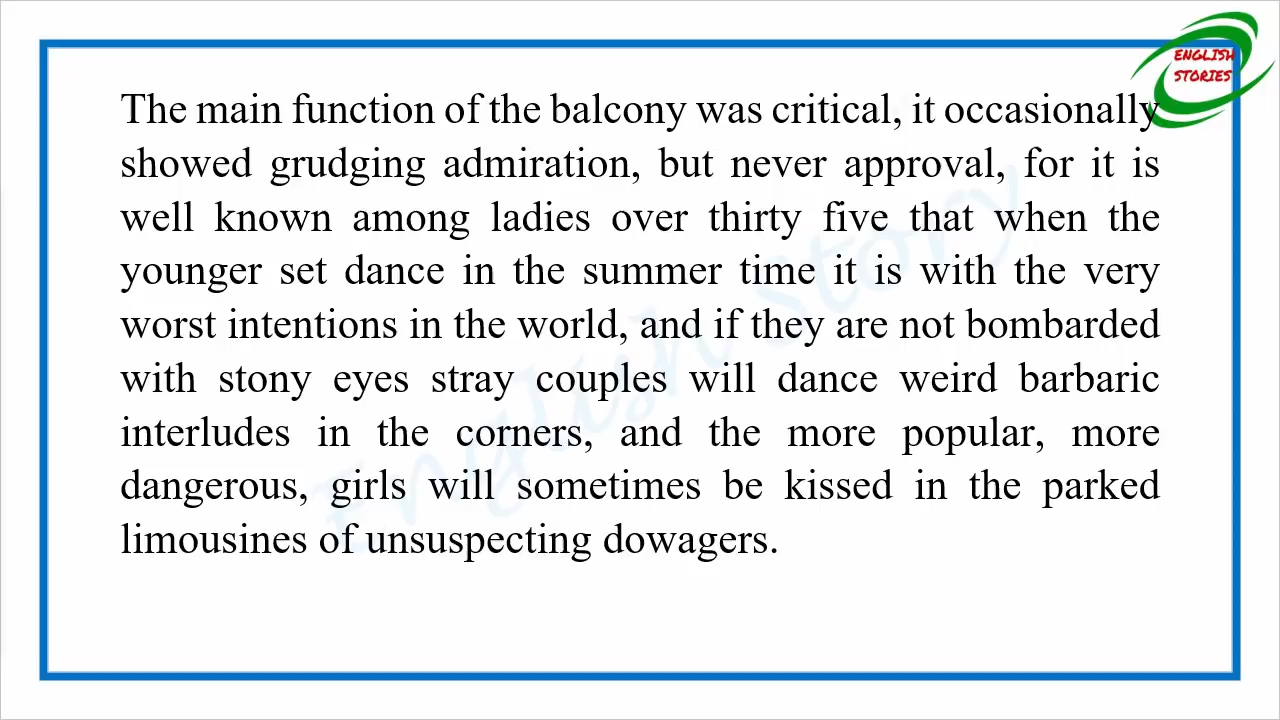 ENGLISH
STORIES
The main function of the balcony was critical, it occasionally
showed grudging admiration, but never approval, for it is
well known among ladies over thirty five that when the
younger set dance in the summer time it is with the very
worst intentions in the world, and if they are not bombarded
with stony eyes stray couples will dance weird barbaric
interludes in the corners, and the more popular, more
dangerous, girls will sometimes be kissed in the parked
limousines of unsuspecting dowagers.
English Story